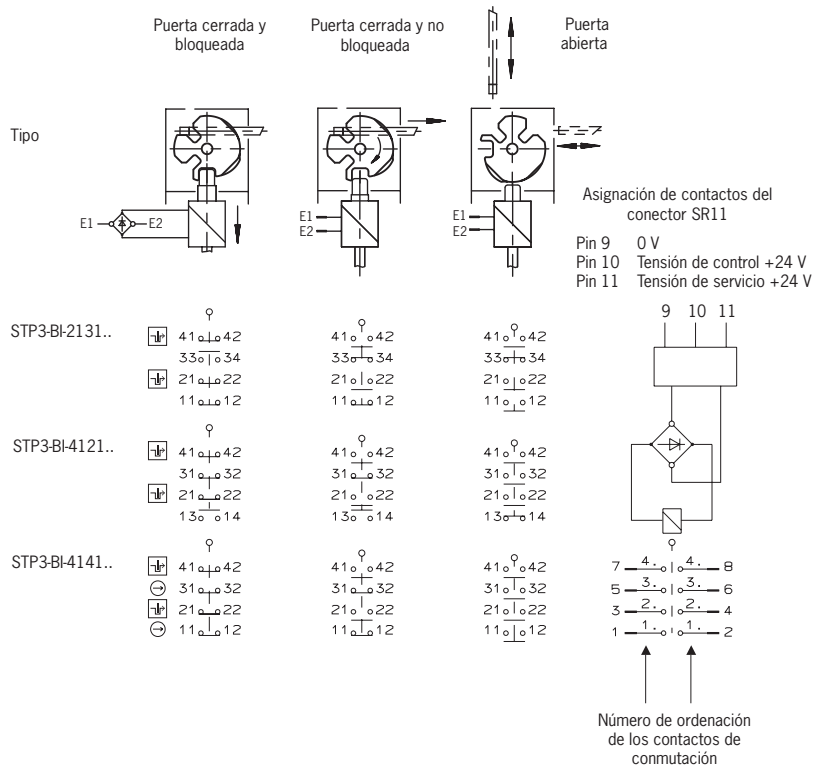 Puerta cerrada y
bloqueada
Puerta cerrada y no
bloqueada
Puerta
abierta
Tipo
E1
E2
E1
E2
E1
E2
Asignación de contactos del
conector SR11
Pin 9 0 V
Pin 10 Tensión de control +24 V
Pin 11 Tensión de servicio +24 V
9 10 11
STP3-BI-2131..
41 42 41 42 41 42
33 34 33 34 33 34
21 22 21 22 21 22
11 12 11 12 11 12
STP3-BI-4121..
41 42 41 42 41 42
31 32 31 32 31 32
21 22 21 22 21 22
13 14 13 14 13 14
STP3-BI-4141..
41 42 41 42 41 42
31 32 31 32 31 32
21 22 21 22 21 22
11 12 11 12 11 12
7 4. 4. 8
5 3. 3. 6
3 2. 2. 4
1 1. 1. 2
Número de ordenación
de los contactos de
conmutación